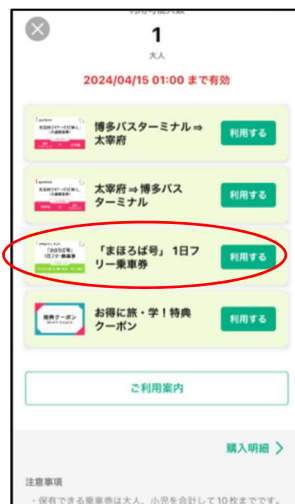 1
大人
2024/04/15 01:00 まで有効
博多バスターミナル⇒
太宰府
利用する
太宰府⇒博多バス
ターミナル
利用する
「まほろば号」 1日フ
リー乗車券
利用する
特典クーポン
お得に旅・学！特典
クーポン
利用する
ご利用案内
購入明細 >
注意事項
・保有できる乗車券は大人、小児を合計して10枚までです。